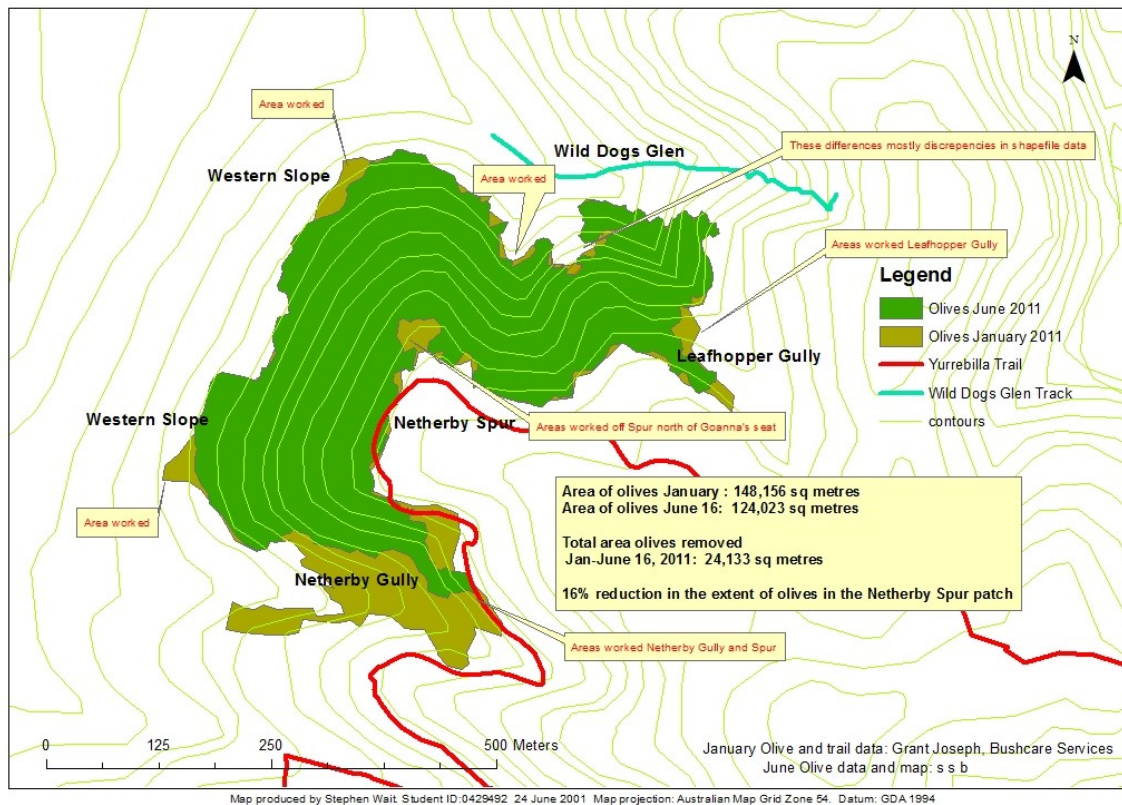 N
Area worked
Wild Dogs Glen
These differences mostly discrepencies in shapefile data
Western Slope
Area worked
Areas worked Leafhopper Gully
Legend
Olives June 2011
Olives January 2011
Yurrebilla Trail
Wild Dogs Glen Track
contours
Leafhopper Gully
Western Slope
Netherby Spur
Areas worked off Spur north of Goanna's seat
Area worked
Area of olives January : 148,156 sq metres
Area of olives June 16: 124,023 sq metres
Total area olives removed
Jan-June 16, 2011: 24,133 sq metres
16% reduction in the extent of olives in the Netherby Spur patch
Netherby Gully
Areas worked Netherby Gully and Spur
0 125 250 500 Meters
January Olive and trail data: Grant Joseph, Bushcare Services
June Olive data and map: s s b
Map produced by Stephen Wait. Student ID:0429492 24 June 2001 Map projection: Australian Map Grid Zone 54. Datum: GDA 1994